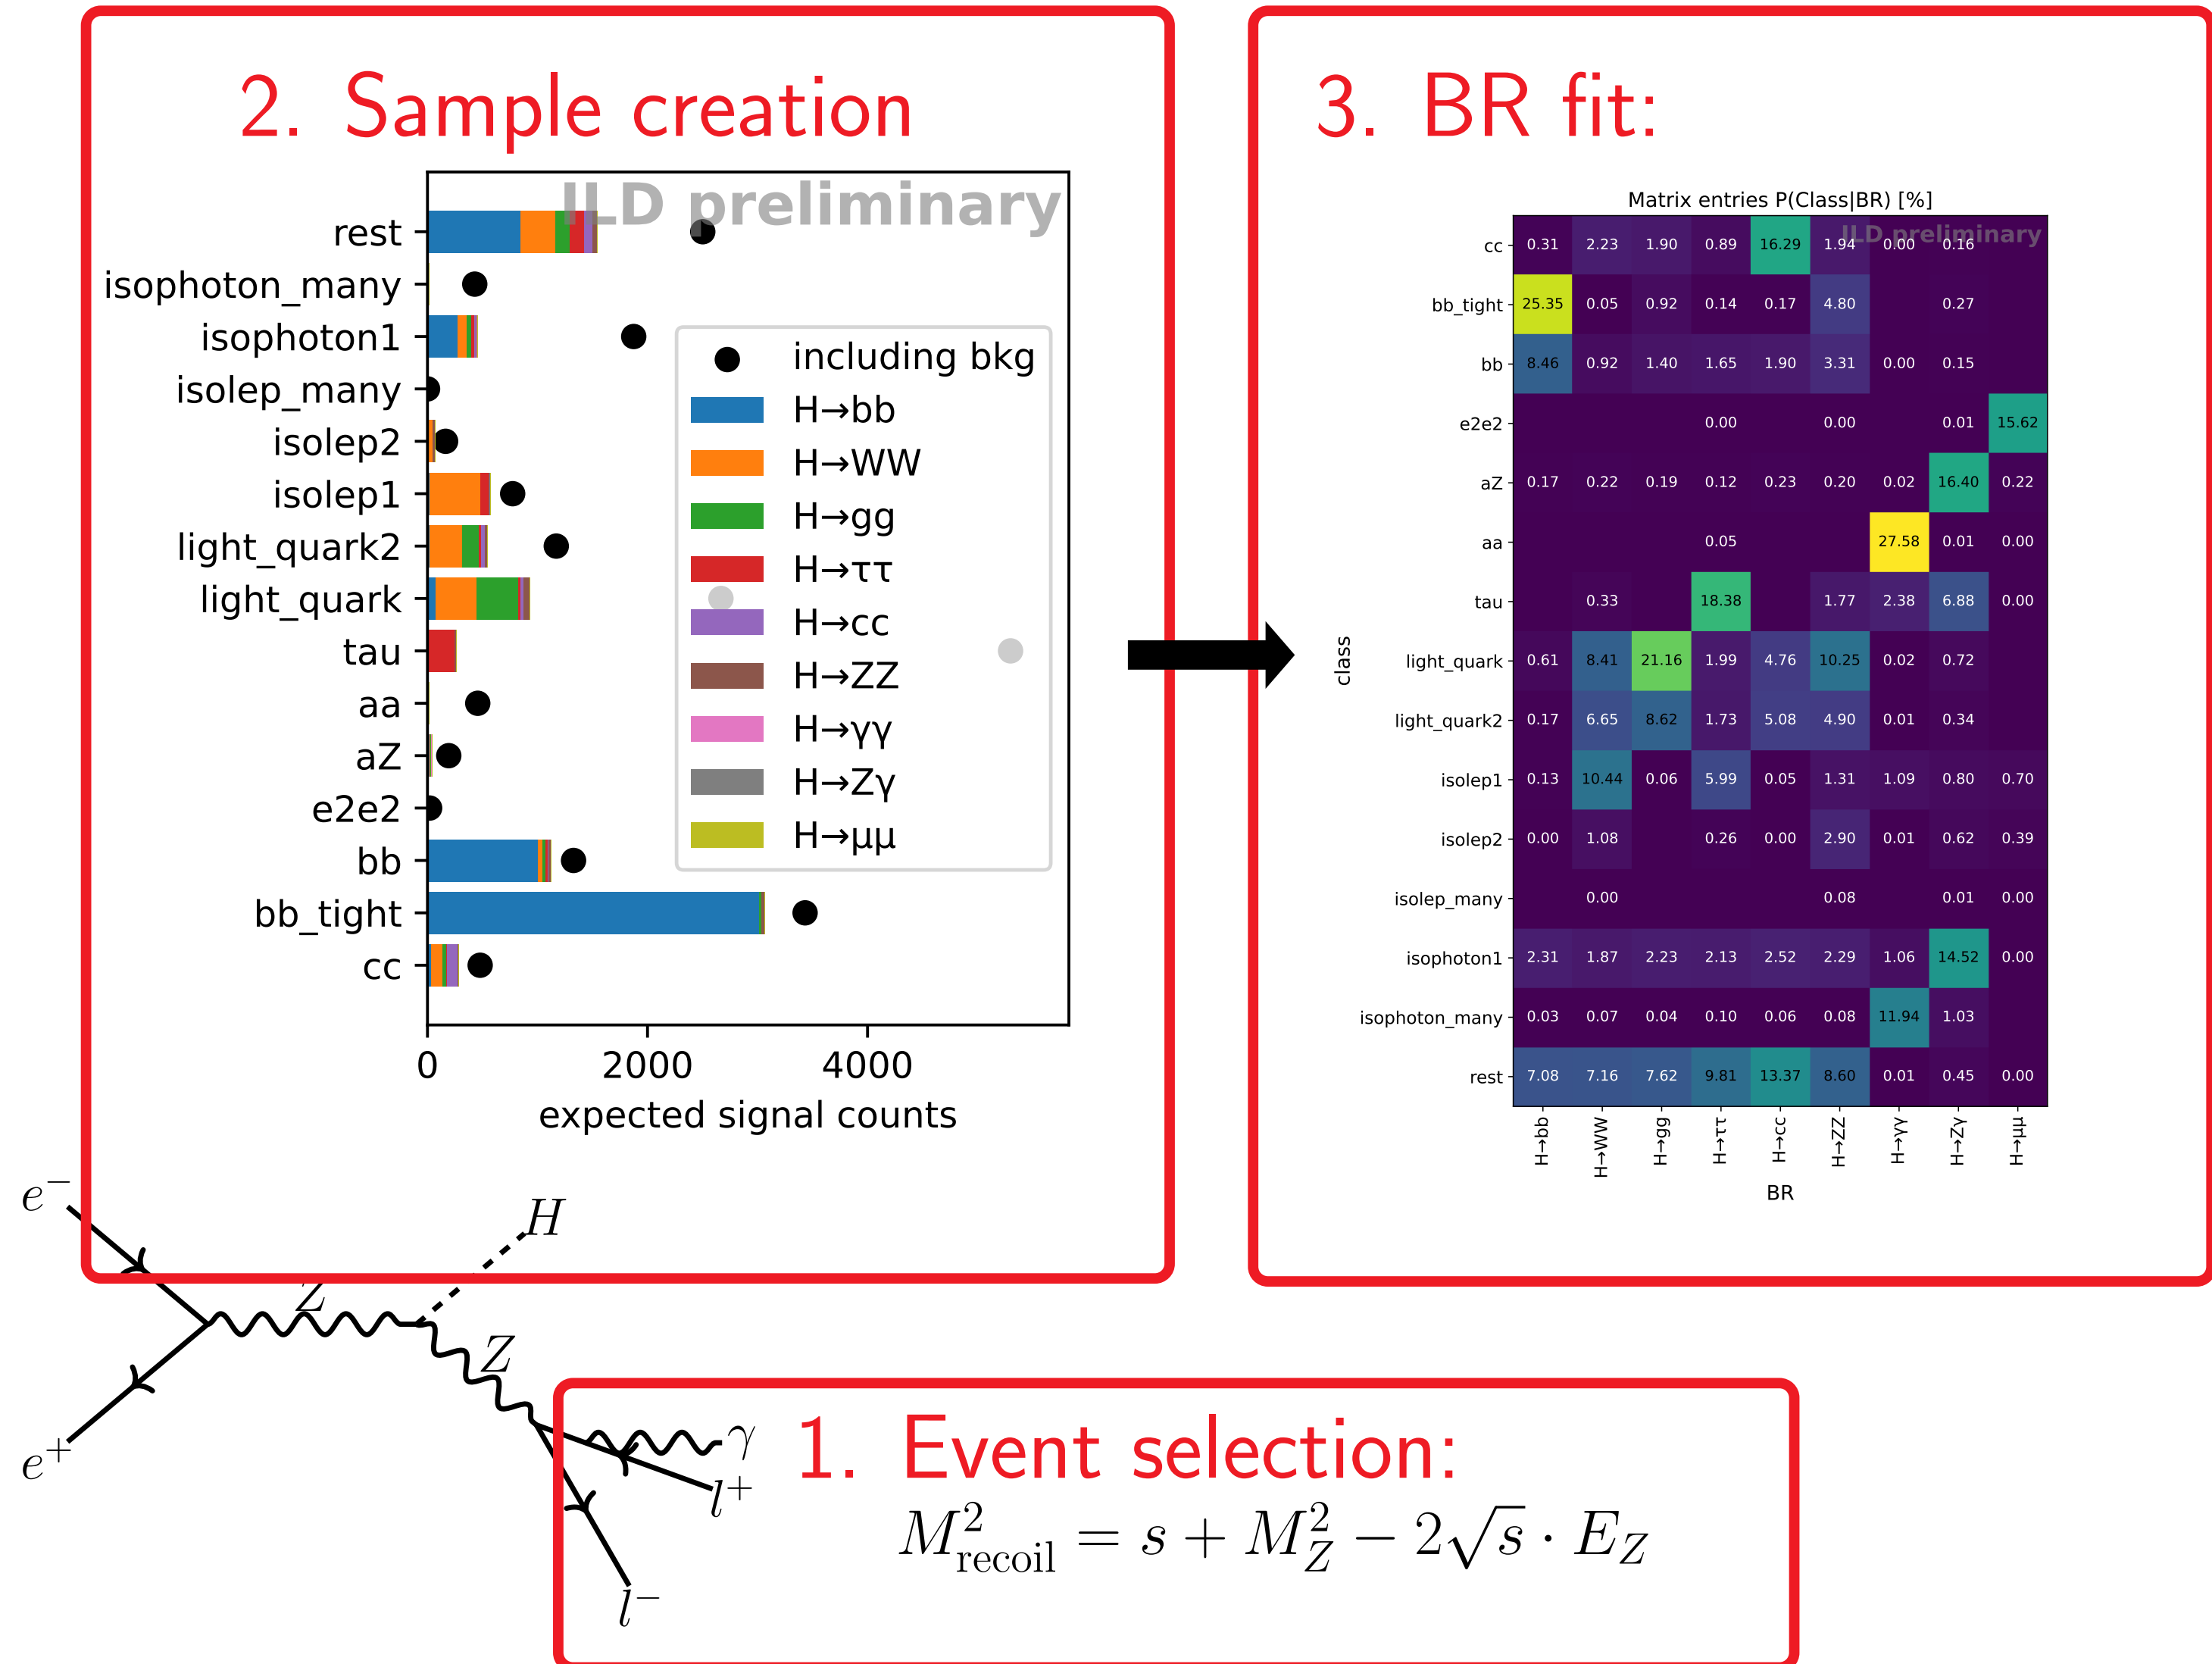 2. Sample creation
ILD preliminary
rest
isophoton_many
isophoton1
isolep_many
isolep2
isolep1
light_quark2
light_quark
tau
aa
aZ
e2e2
bb
bb_tight
cc
including bkg
H→bb
H→WW
H→gg
H→ττ
H→cc
H→ZZ
H→γγ
H→Zγ
H→μμ
0 2000 4000
expected signal counts
3. BR fit:
Matrix entries P(Class|BR) [%]
ILD preliminary
class
cc 0.31 2.23 1.90 0.89 16.29 1.94 0.00 0.16
bb_tight 25.35 0.05 0.92 0.14 0.17 4.80 0.27
bb 8.46 0.92 1.40 1.65 1.90 3.31 0.00 0.15
e2e2 0.00 0.00 0.01 15.62
aZ 0.17 0.22 0.19 0.12 0.23 0.20 0.02 16.40 0.22
aa 0.05 27.58 0.01 0.00
tau 0.33 18.38 1.77 2.38 6.88 0.00
light_quark 0.61 8.41 21.16 1.99 4.76 10.25 0.02 0.72
light_quark2 0.17 6.65 8.62 1.73 5.08 4.90 0.01 0.34
isolep1 0.13 10.44 0.06 5.99 0.05 1.31 1.09 0.80 0.70
isolep2 0.00 1.08 0.26 0.00 2.90 0.01 0.62 0.39
isolep_many 0.00 0.08 0.01 0.00
isophoton1 2.31 1.87 2.23 2.13 2.52 2.29 1.06 14.52 0.00
isophoton_many 0.03 0.07 0.04 0.10 0.06 0.08 11.94 1.03
rest 7.08 7.16 7.62 9.81 13.37 8.60 0.01 0.45 0.00
H→bb H→WW H→gg H→ττ H→cc H→ZZ H→γγ H→Zγ H→μμ
BR
e⁻
H
Z
Z
e⁺
γ
l⁺
l⁻
1. Event selection:
M²_recoil = s + M²_Z − 2√s · E_Z